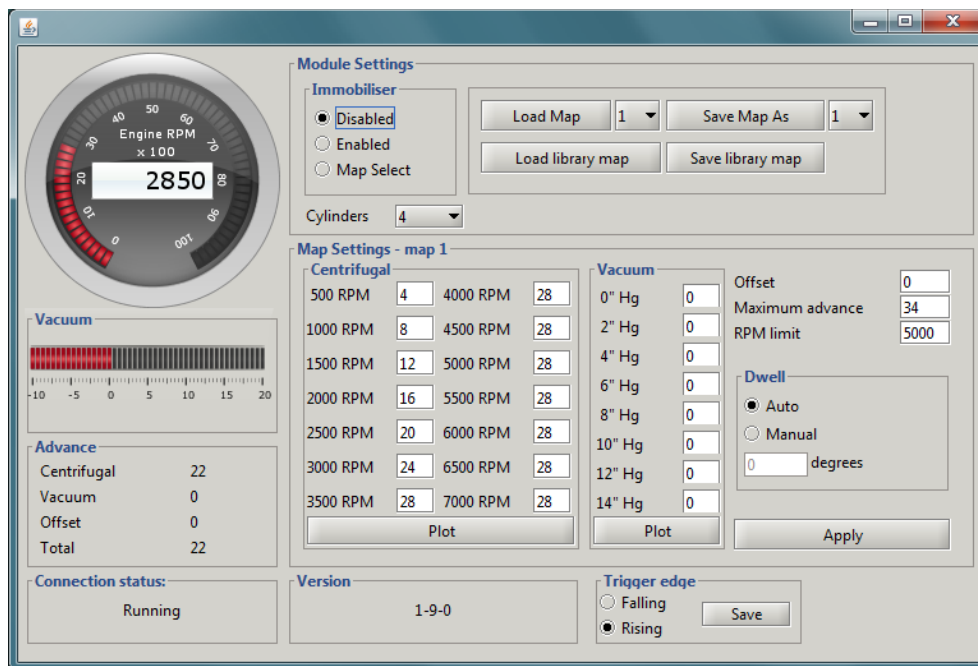 Engine RPM
x 100
0 10 20 30 40 50 60 70 80 90 100
2850
Vacuum
-10 -5 0 5 10 15 20
Advance
Centrifugal 22
Vacuum 0
Offset 0
Total 22
Connection status:
Running
Module Settings
Immobiliser
Disabled
Enabled
Map Select
Load Map 1 Save Map As 1
Load library map Save library map
Cylinders 4
Map Settings - map 1
Centrifugal
500 RPM 4 4000 RPM 28
1000 RPM 8 4500 RPM 28
1500 RPM 12 5000 RPM 28
2000 RPM 16 5500 RPM 28
2500 RPM 20 6000 RPM 28
3000 RPM 24 6500 RPM 28
3500 RPM 28 7000 RPM 28
Plot
Vacuum
0" Hg 0
2" Hg 0
4" Hg 0
6" Hg 0
8" Hg 0
10" Hg 0
12" Hg 0
14" Hg 0
Plot
Offset 0
Maximum advance 34
RPM limit 5000
Dwell
Auto
Manual
0 degrees
Apply
Version
1-9-0
Trigger edge
Falling
Rising
Save